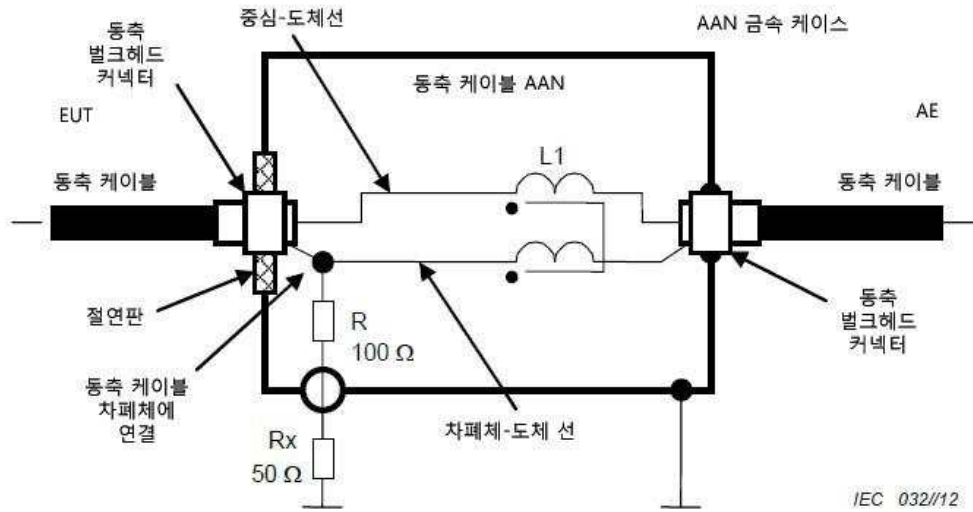 중심-도체선
AAN 금속 케이스
동축
벌크헤드
커넥터
동축 케이블 AAN
EUT
AE
L1
동축 케이블
동축 케이블
절연판
R
100 Ω
동축
벌크헤드
커넥터
동축 케이블
차폐체에
연결
차폐체-도체 선
Rx
50 Ω
IEC 032//12